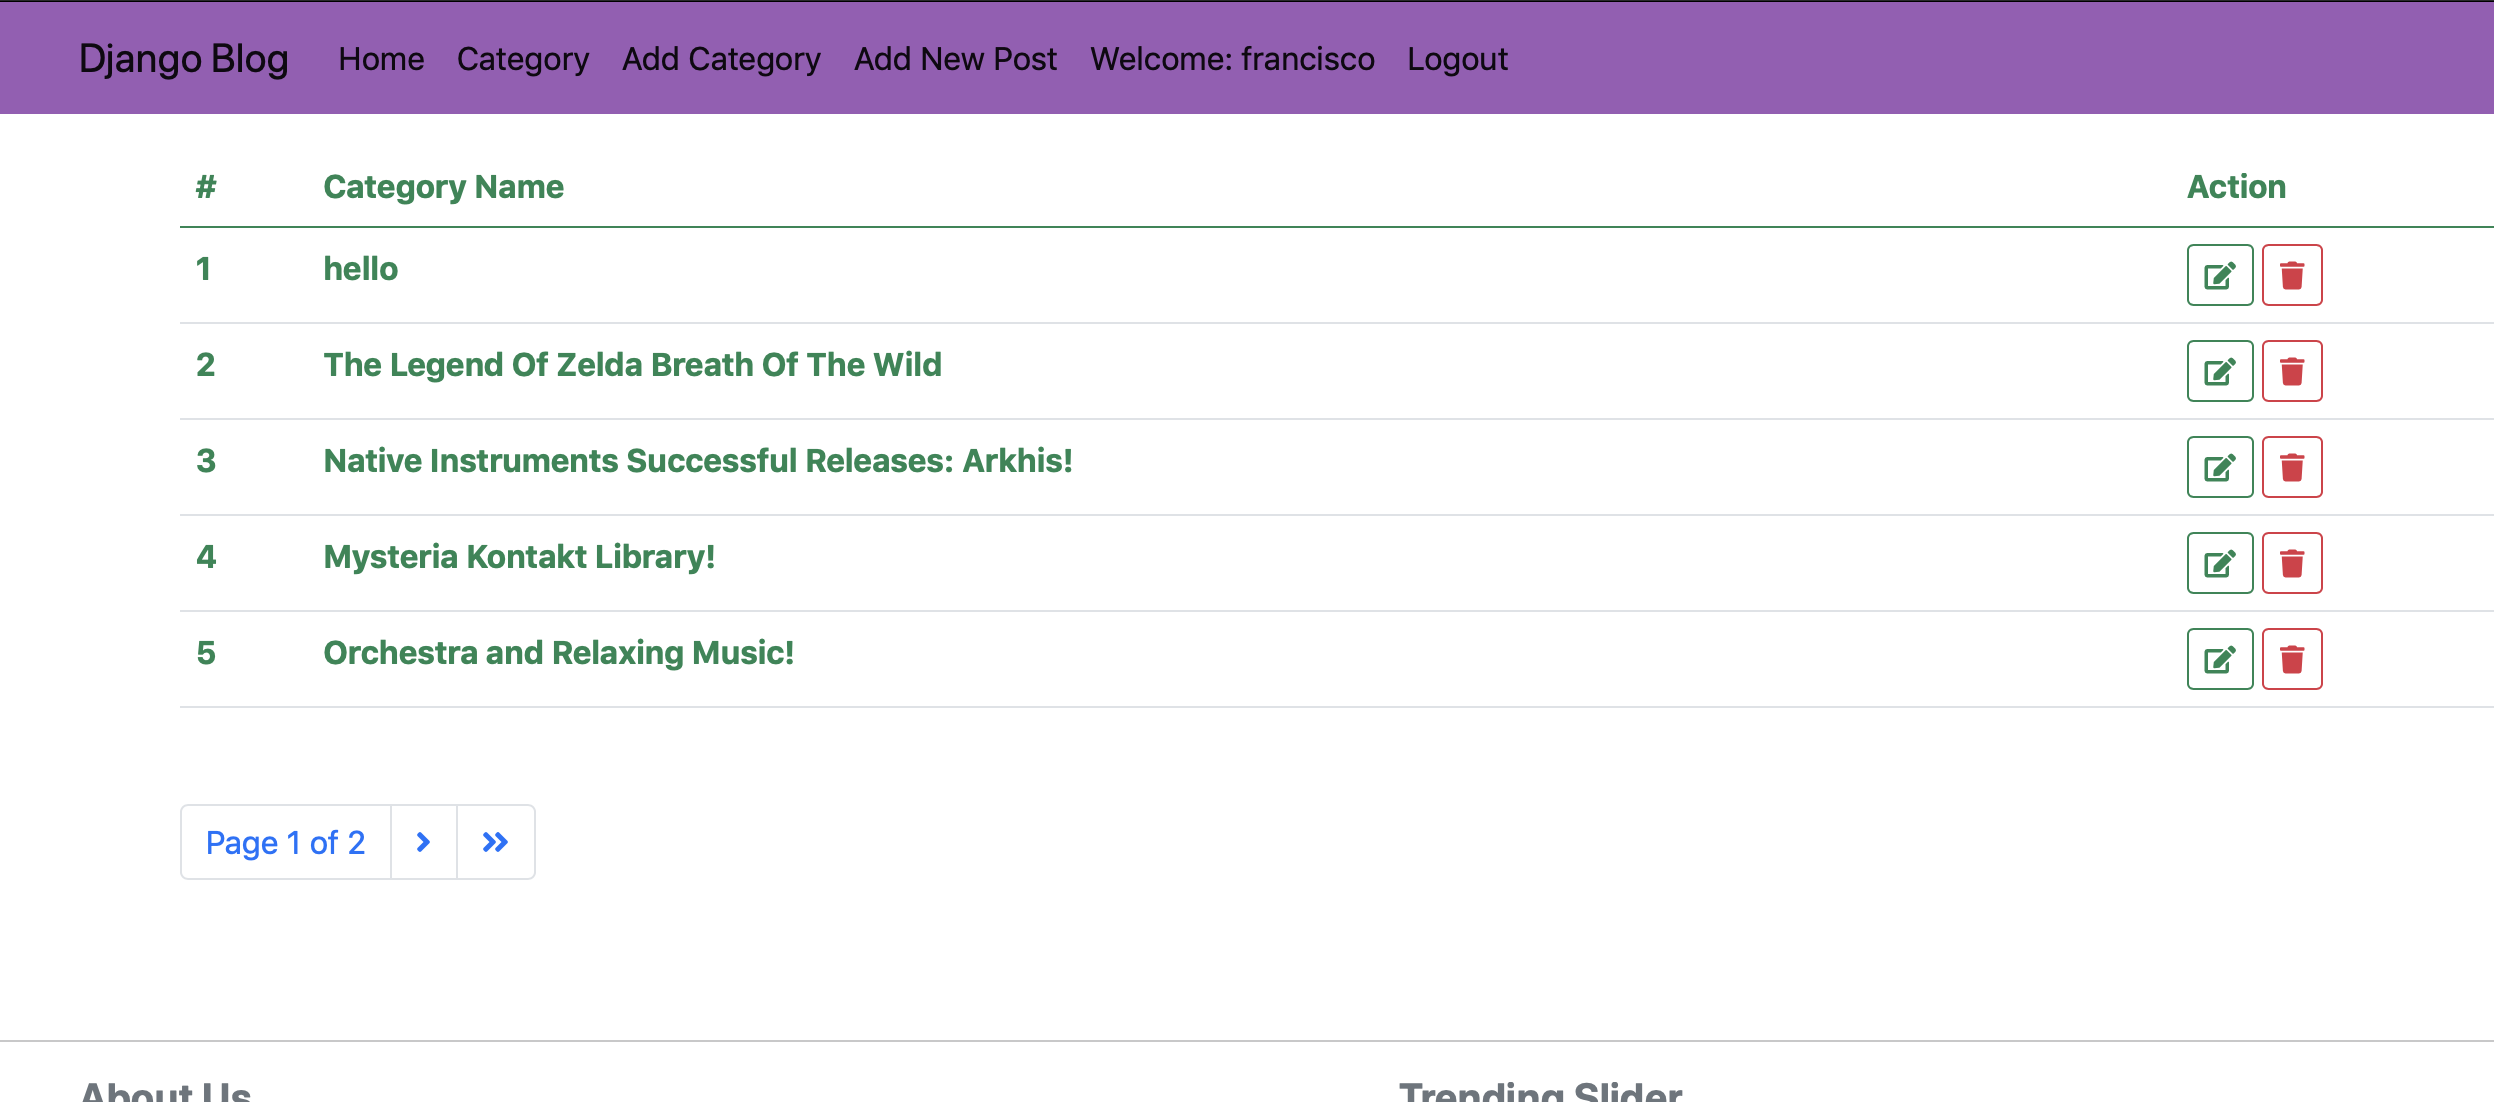 Django Blog Home Category Add Category Add New Post Welcome: francisco Logout
# Category Name Action
1 hello
2 The Legend Of Zelda Breath Of The Wild
3 Native Instruments Successful Releases: Arkhis!
4 Mysteria Kontakt Library!
5 Orchestra and Relaxing Music!
Page 1 of 2
About Us Trending Slider